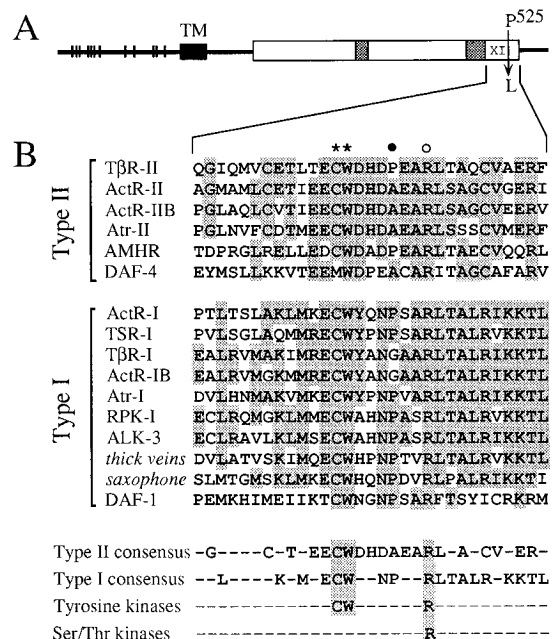 A
TM
P525
XI
L
B
** ● ○
Type II
TβR-II QGIQMVCETLTECWDHDPEARLTAQCVAERF
ActR-II AGMAMLCETIEECWDHDAEARLSAGCVGERI
ActR-IIB PGLAQLCVTIEECWDHDAEARLSAGCVEERV
Atr-II PGLNVFCDTMEECWDHDAEARLSSSCVMERF
AMHR TDPRGLRELLEDCWDADPEARLTAECVQQRL
DAF-4 EYMSLLKKVTEEMWDPEACARITAGCAFARV
Type I
ActR-I PTLTSLAKLMKECWYQNPSARLTALRIKKTL
TSR-I PVLSGLAQMMRECWYPNPSARLTALRVKKTL
TβR-I EALRVMAKIMRECWYANGAARLTALRIKKTL
ActR-IB EALRVMGKMMRECWYANGAARLTALRIKKTL
Atr-I DVLHNMAKVMKECWYPNPVARLTALRIKKTL
RPK-I ECLRQMGKLMMECWAHNPASRLTALRVKKTL
ALK-3 ECLRAVLKLMSECWAHNPASRLTALRIKKTL
thick veins DVLATVSKIMQECWHPNPTVRLTALRVKKTL
saxophone SLMTGMSKLMKECWHQNPDVRLPALRIKKTL
DAF-1 PEMKHIMEIIKTCWNGNPSARFTSYICRKRM
Type II consensus --G----C-T-EECWDHDAEARL-A-CV-ER-
Type I consensus --L----K-M-ECW--NP--RLTALR-KKTL
Tyrosine kinases ------------CW------R----------
Ser/Thr kinases --------------------R----------